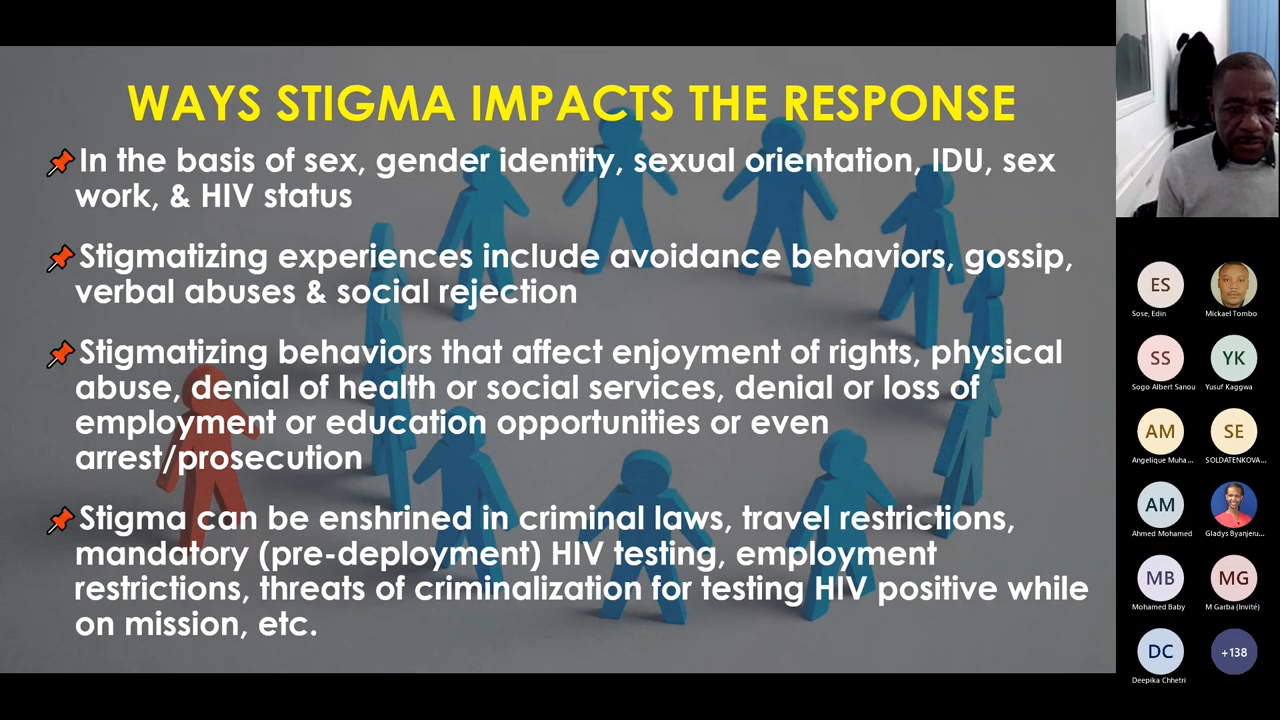 WAYS STIGMA IMPACTS THE RESPONSE
In the basis of sex, gender identity, sexual orientation, IDU, sex
work, & HIV status
Stigmatizing experiences include avoidance behaviors, gossip,
verbal abuses & social rejection
Stigmatizing behaviors that affect enjoyment of rights, physical
abuse, denial of health or social services, denial or loss of
employment or education opportunities or even
arrest/prosecution
Stigma can be enshrined in criminal laws, travel restrictions,
mandatory (pre-deployment) HIV testing, employment
restrictions, threats of criminalization for testing HIV positive while
on mission, etc.
ES
Sose, Edin
Mickael Tombo
SS
YK
Sogo Albert Sanou
Yusuf Kaggwa
AM
SE
Angelique Muha...
SOLDATENKOVA...
AM
Ahmed Mohamed
Gladys Byanjeru...
MB
MG
Mohamed Baby
M Garba (Invité)
DC
+138
Deepika Chhetri